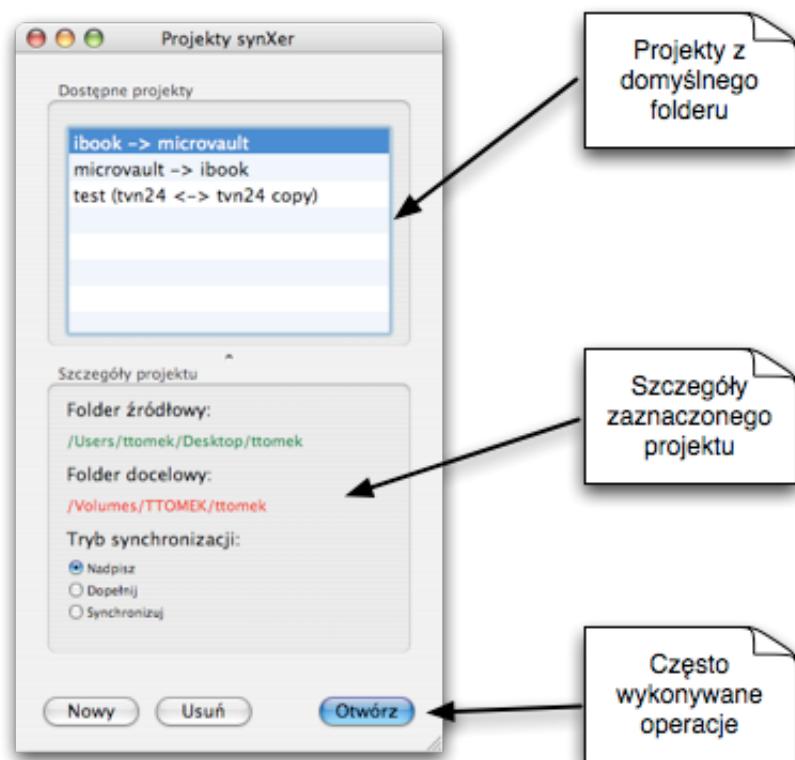 Projekty synXer
Dostępne projekty
ibook -> microvault
microvault -> ibook
test (tvn24 <-> tvn24 copy)
Szczegóły projektu
Folder źródłowy:
/Users/ttomek/Desktop/ttomek
Folder docelowy:
/Volumes/TTOMEK/ttomek
Tryb synchronizacji:
Nadpisz
Dopełnij
Synchronizuj
Nowy
Usuń
Otwórz
Projekty z
domyślnego
folderu
Szczegóły
zaznaczonego
projektu
Często
wykonywane
operacje